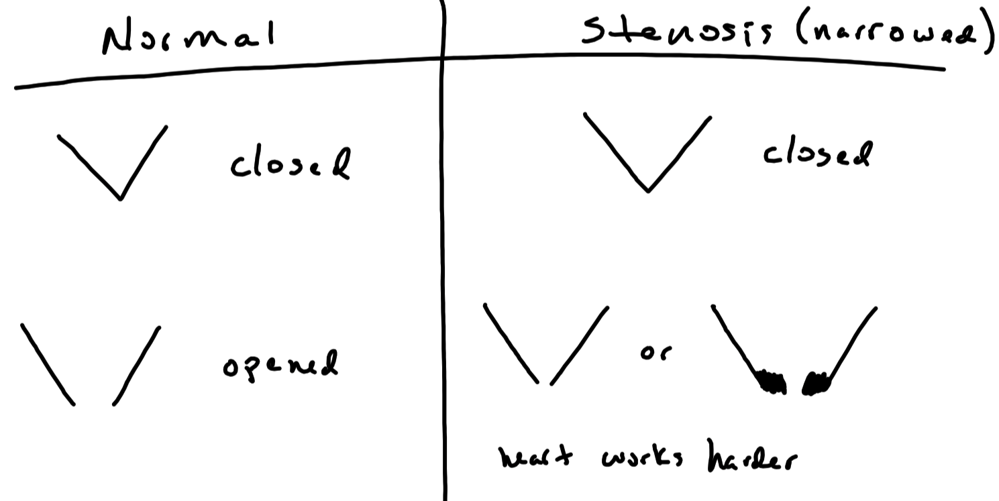 Normal
Stenosis (narrowed)
closed
closed
opened
or
heart works harder